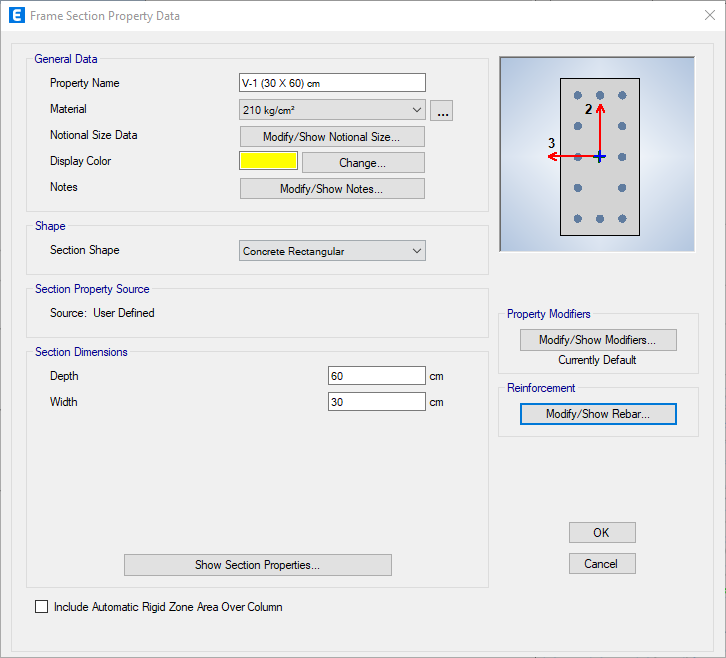 E Frame Section Property Data
General Data
Property Name V-1 (30 X 60) cm
Material 210 kg/cm² ...
Notional Size Data Modify/Show Notional Size...
Display Color Change...
Notes Modify/Show Notes...
2
3
Shape
Section Shape Concrete Rectangular
Section Property Source
Source: User Defined
Property Modifiers
Modify/Show Modifiers...
Currently Default
Section Dimensions
Depth 60 cm
Width 30 cm
Reinforcement
Modify/Show Rebar...
Show Section Properties...
OK
Cancel
Include Automatic Rigid Zone Area Over Column